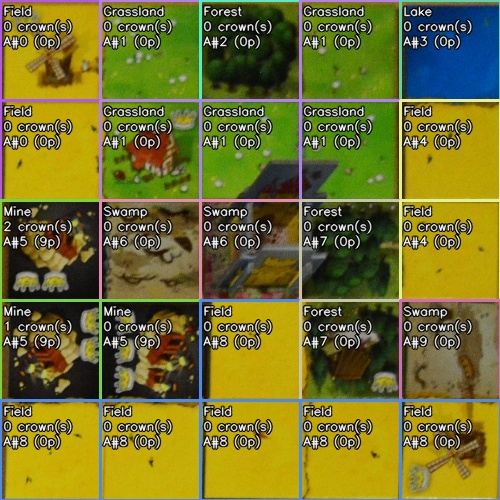 Field
0 crown(s)
A#0 (0p)
Grassland
0 crown(s)
A#1 (0p)
Forest
0 crown(s)
A#2 (0p)
Grassland
0 crown(s)
A#1 (0p)
Lake
0 crown(s)
A#3 (0p)
Field
0 crown(s)
A#0 (0p)
Grassland
0 crown(s)
A#1 (0p)
Grassland
0 crown(s)
A#1 (0p)
Grassland
0 crown(s)
A#1 (0p)
Field
0 crown(s)
A#4 (0p)
Mine
2 crown(s)
A#5 (9p)
Swamp
0 crown(s)
A#6 (0p)
Swamp
0 crown(s)
A#6 (0p)
Forest
0 crown(s)
A#7 (0p)
Field
0 crown(s)
A#4 (0p)
Mine
1 crown(s)
A#5 (9p)
Mine
0 crown(s)
A#5 (9p)
Field
0 crown(s)
A#8 (0p)
Forest
0 crown(s)
A#7 (0p)
Swamp
0 crown(s)
A#9 (0p)
Field
0 crown(s)
A#8 (0p)
Field
0 crown(s)
A#8 (0p)
Field
0 crown(s)
A#8 (0p)
Field
0 crown(s)
A#8 (0p)
Field
0 crown(s)
A#8 (0p)